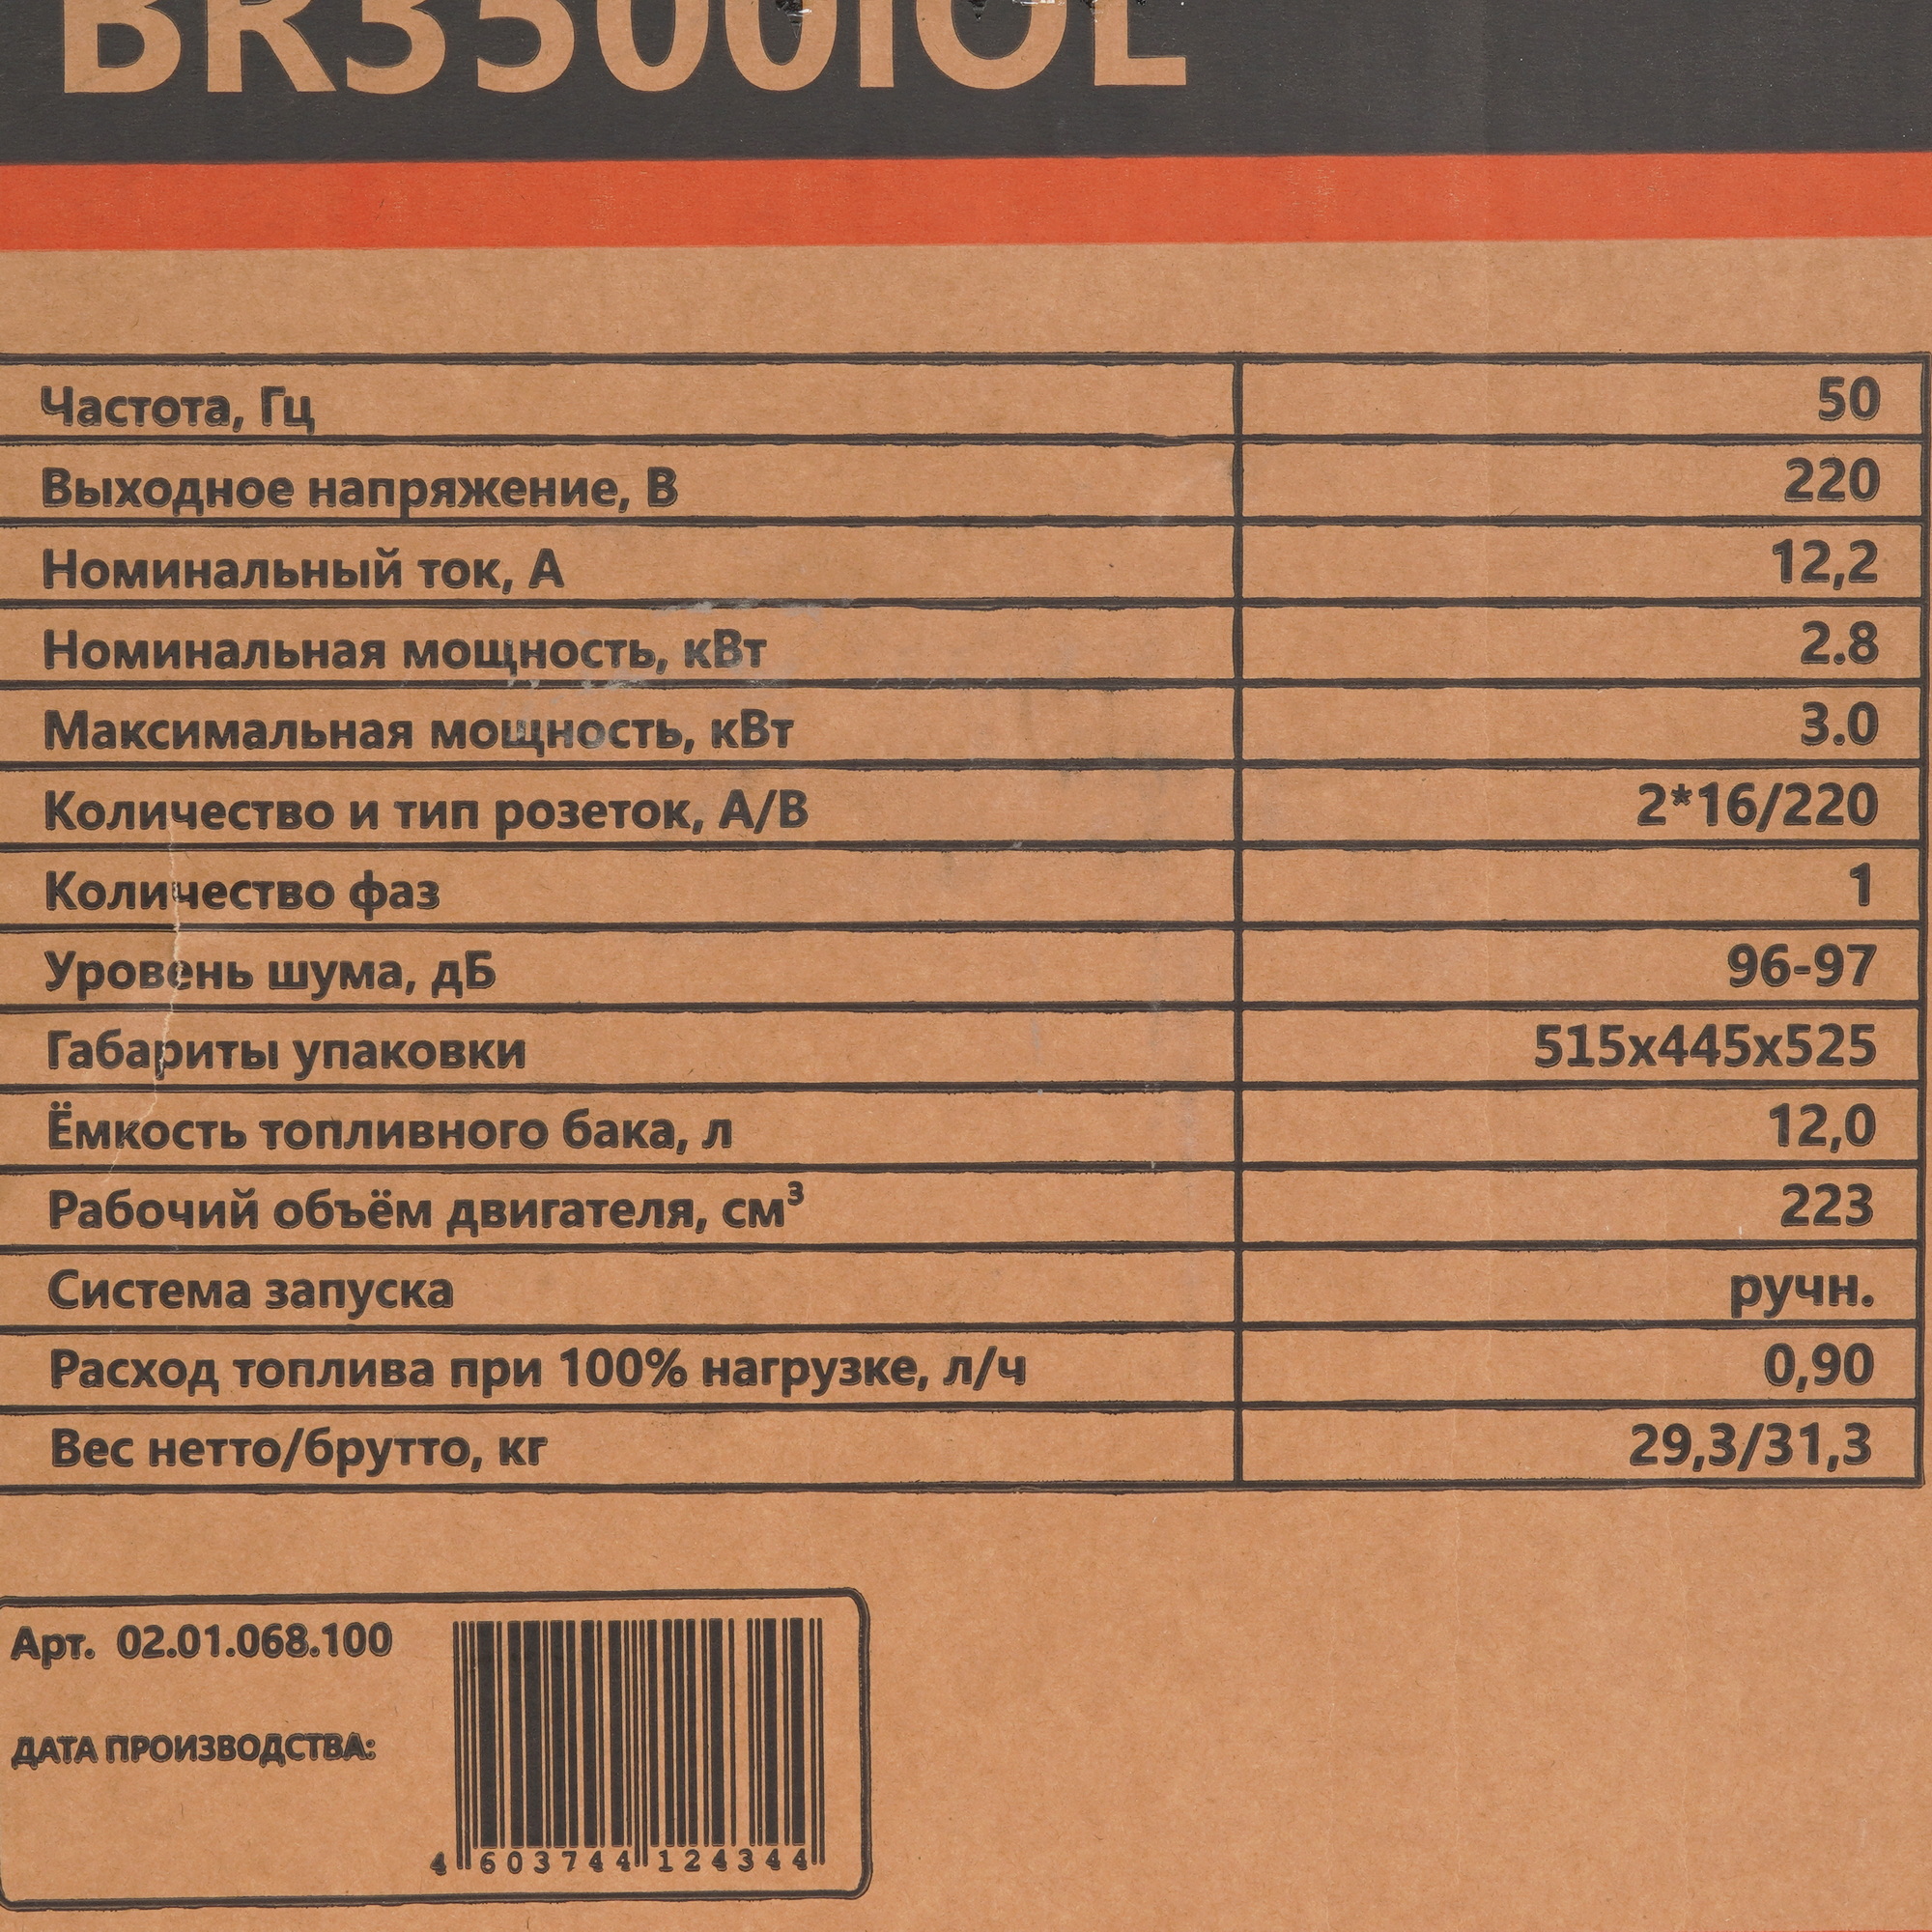 BR3500IOL
Частота, Гц 50
Выходное напряжение, В 220
Номинальный ток, А 12,2
Номинальная мощность, кВт 2.8
Максимальная мощность, кВт 3.0
Количество и тип розеток, А/В 2*16/220
Количество фаз 1
Уровень шума, дБ 96-97
Габариты упаковки 515x445x525
Ёмкость топливного бака, л 12,0
Рабочий объём двигателя, см³ 223
Система запуска ручн.
Расход топлива при 100% нагрузке, л/ч 0,90
Вес нетто/брутто, кг 29,3/31,3
Арт. 02.01.068.100
ДАТА ПРОИЗВОДСТВА:
4 603744 124344